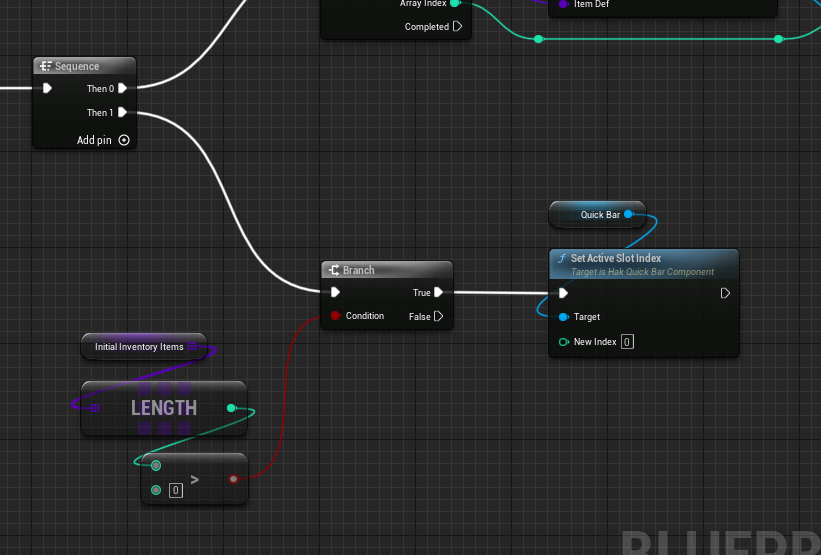 Array Index
Item Def
Completed
Sequence
Then 0
Then 1
Add pin
Quick Bar
Set Active Slot Index
Target is Hak Quick Bar Component
Branch
True
Condition
False
Target
New Index 0
Initial Inventory Items
LENGTH
>
0